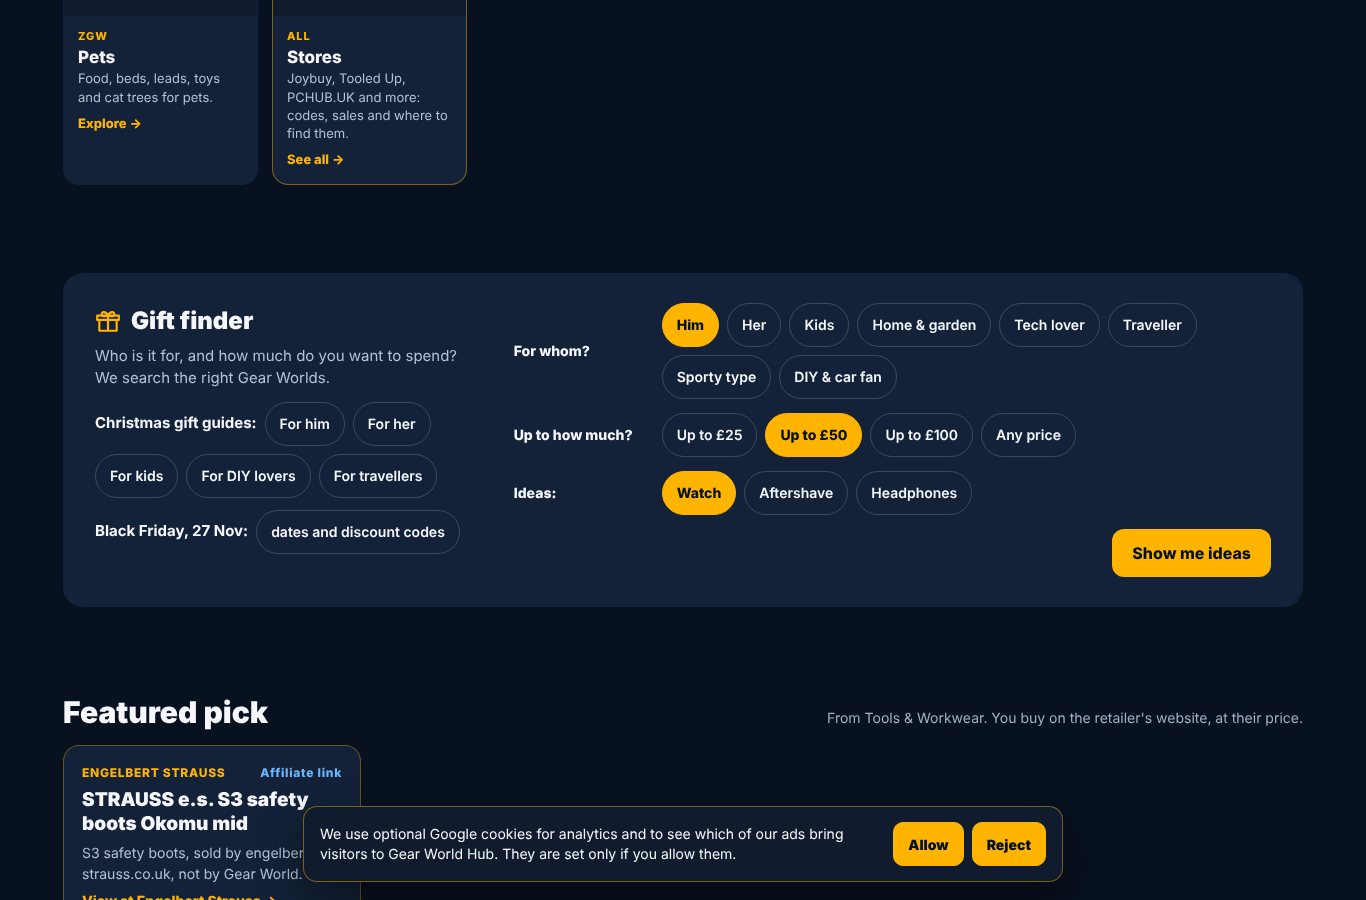 ZGW
Pets
Food, beds, leads, toys
and cat trees for pets.
Explore →
ALL
Stores
Joybuy, Tooled Up,
PCHUB.UK and more:
codes, sales and where to
find them.
See all →
Gift finder
Who is it for, and how much do you want to spend?
We search the right Gear Worlds.
Christmas gift guides: For him For her
For kids For DIY lovers For travellers
Black Friday, 27 Nov: dates and discount codes
For whom?
Him Her Kids Home & garden Tech lover Traveller
Sporty type DIY & car fan
Up to how much? Up to £25 Up to £50 Up to £100 Any price
Ideas: Watch Aftershave Headphones
Show me ideas
Featured pick
From Tools & Workwear. You buy on the retailer's website, at their price.
ENGELBERT STRAUSS Affiliate link
STRAUSS e.s. S3 safety
boots Okomu mid
S3 safety boots, sold by
strauss.co.uk, not by Gear World.
View at Engelbert Strauss →
We use optional Google cookies for analytics and to see which of our ads bring
visitors to Gear World Hub. They are set only if you allow them.
Allow Reject